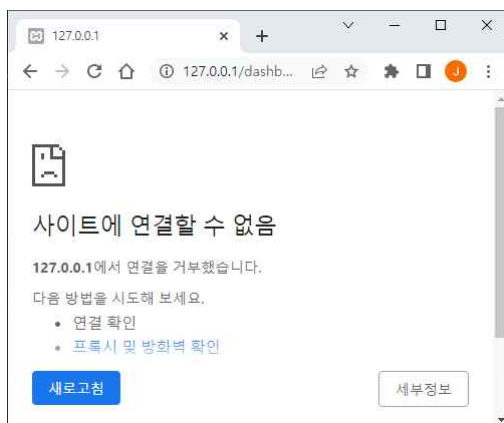 127.0.0.1
127.0.0.1/dashb...
J
사이트에 연결할 수 없음
127.0.0.1에서 연결을 거부했습니다.
다음 방법을 시도해 보세요.
연결 확인
프록시 및 방화벽 확인
새로고침
세부정보